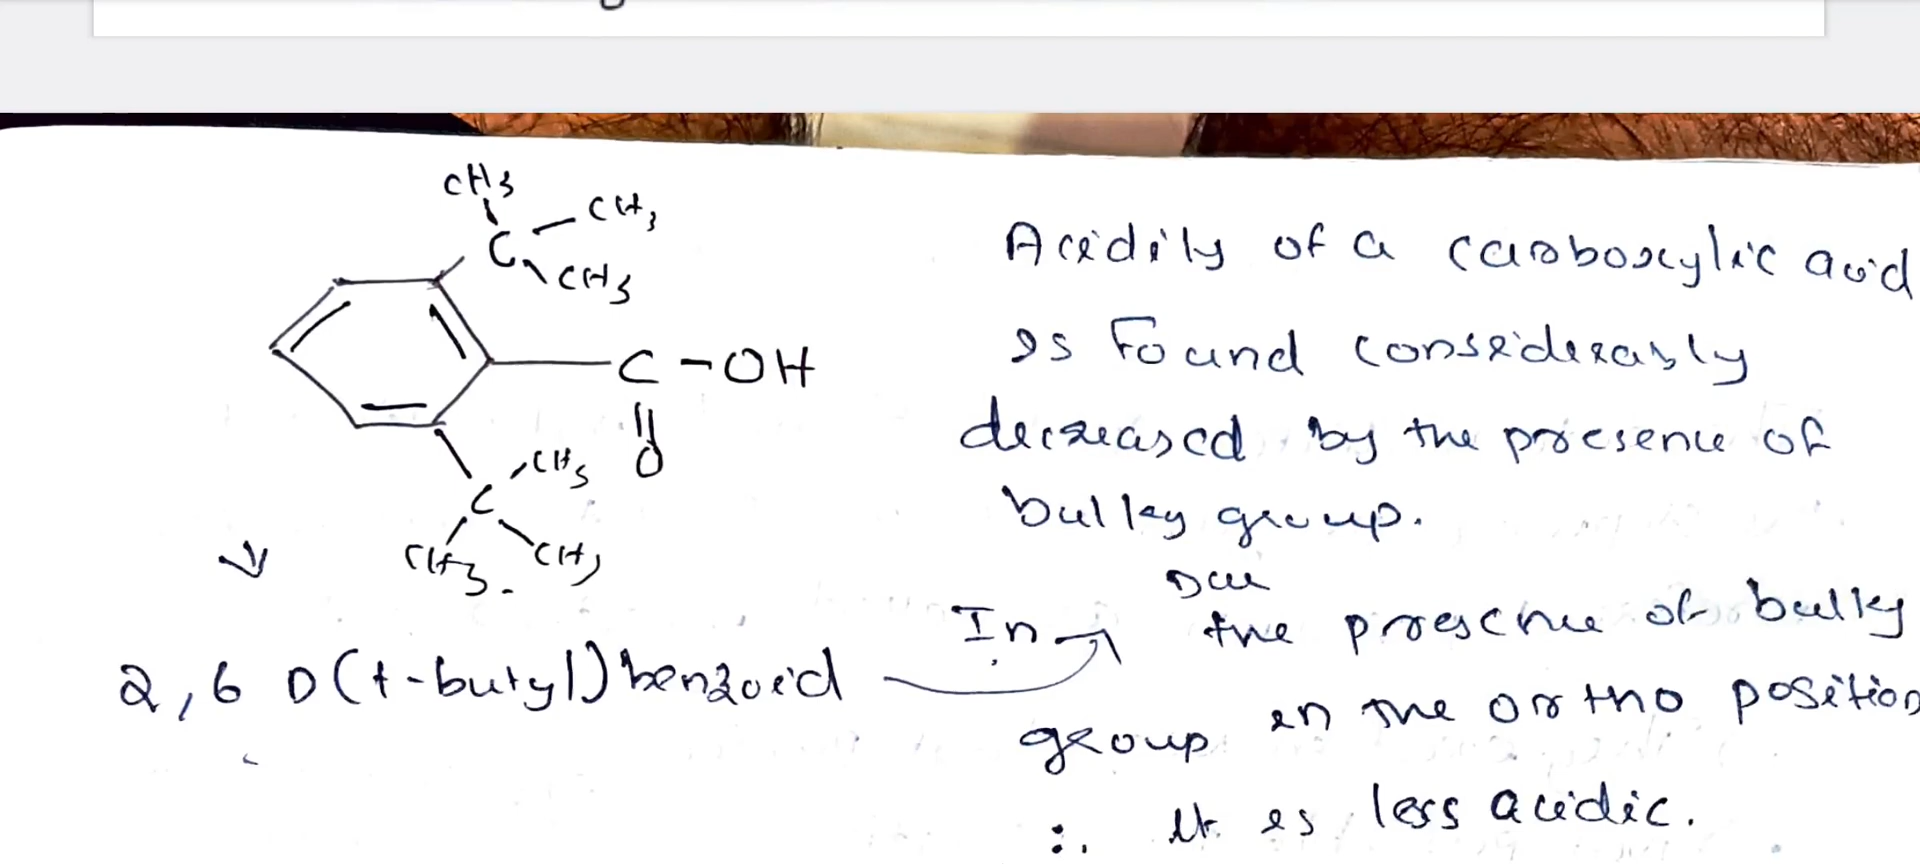 CH3
CH3
C
CH3
C - OH
O
CH3
C
CH3. CH3
2, 6 D(t-butyl) benzoid
Acidity of a carboxylic acid
is Found considerably
decreased by the presence of
bulky group.
Due
In the presence of bulky
group in the ortho position
∴ It is less acidic.